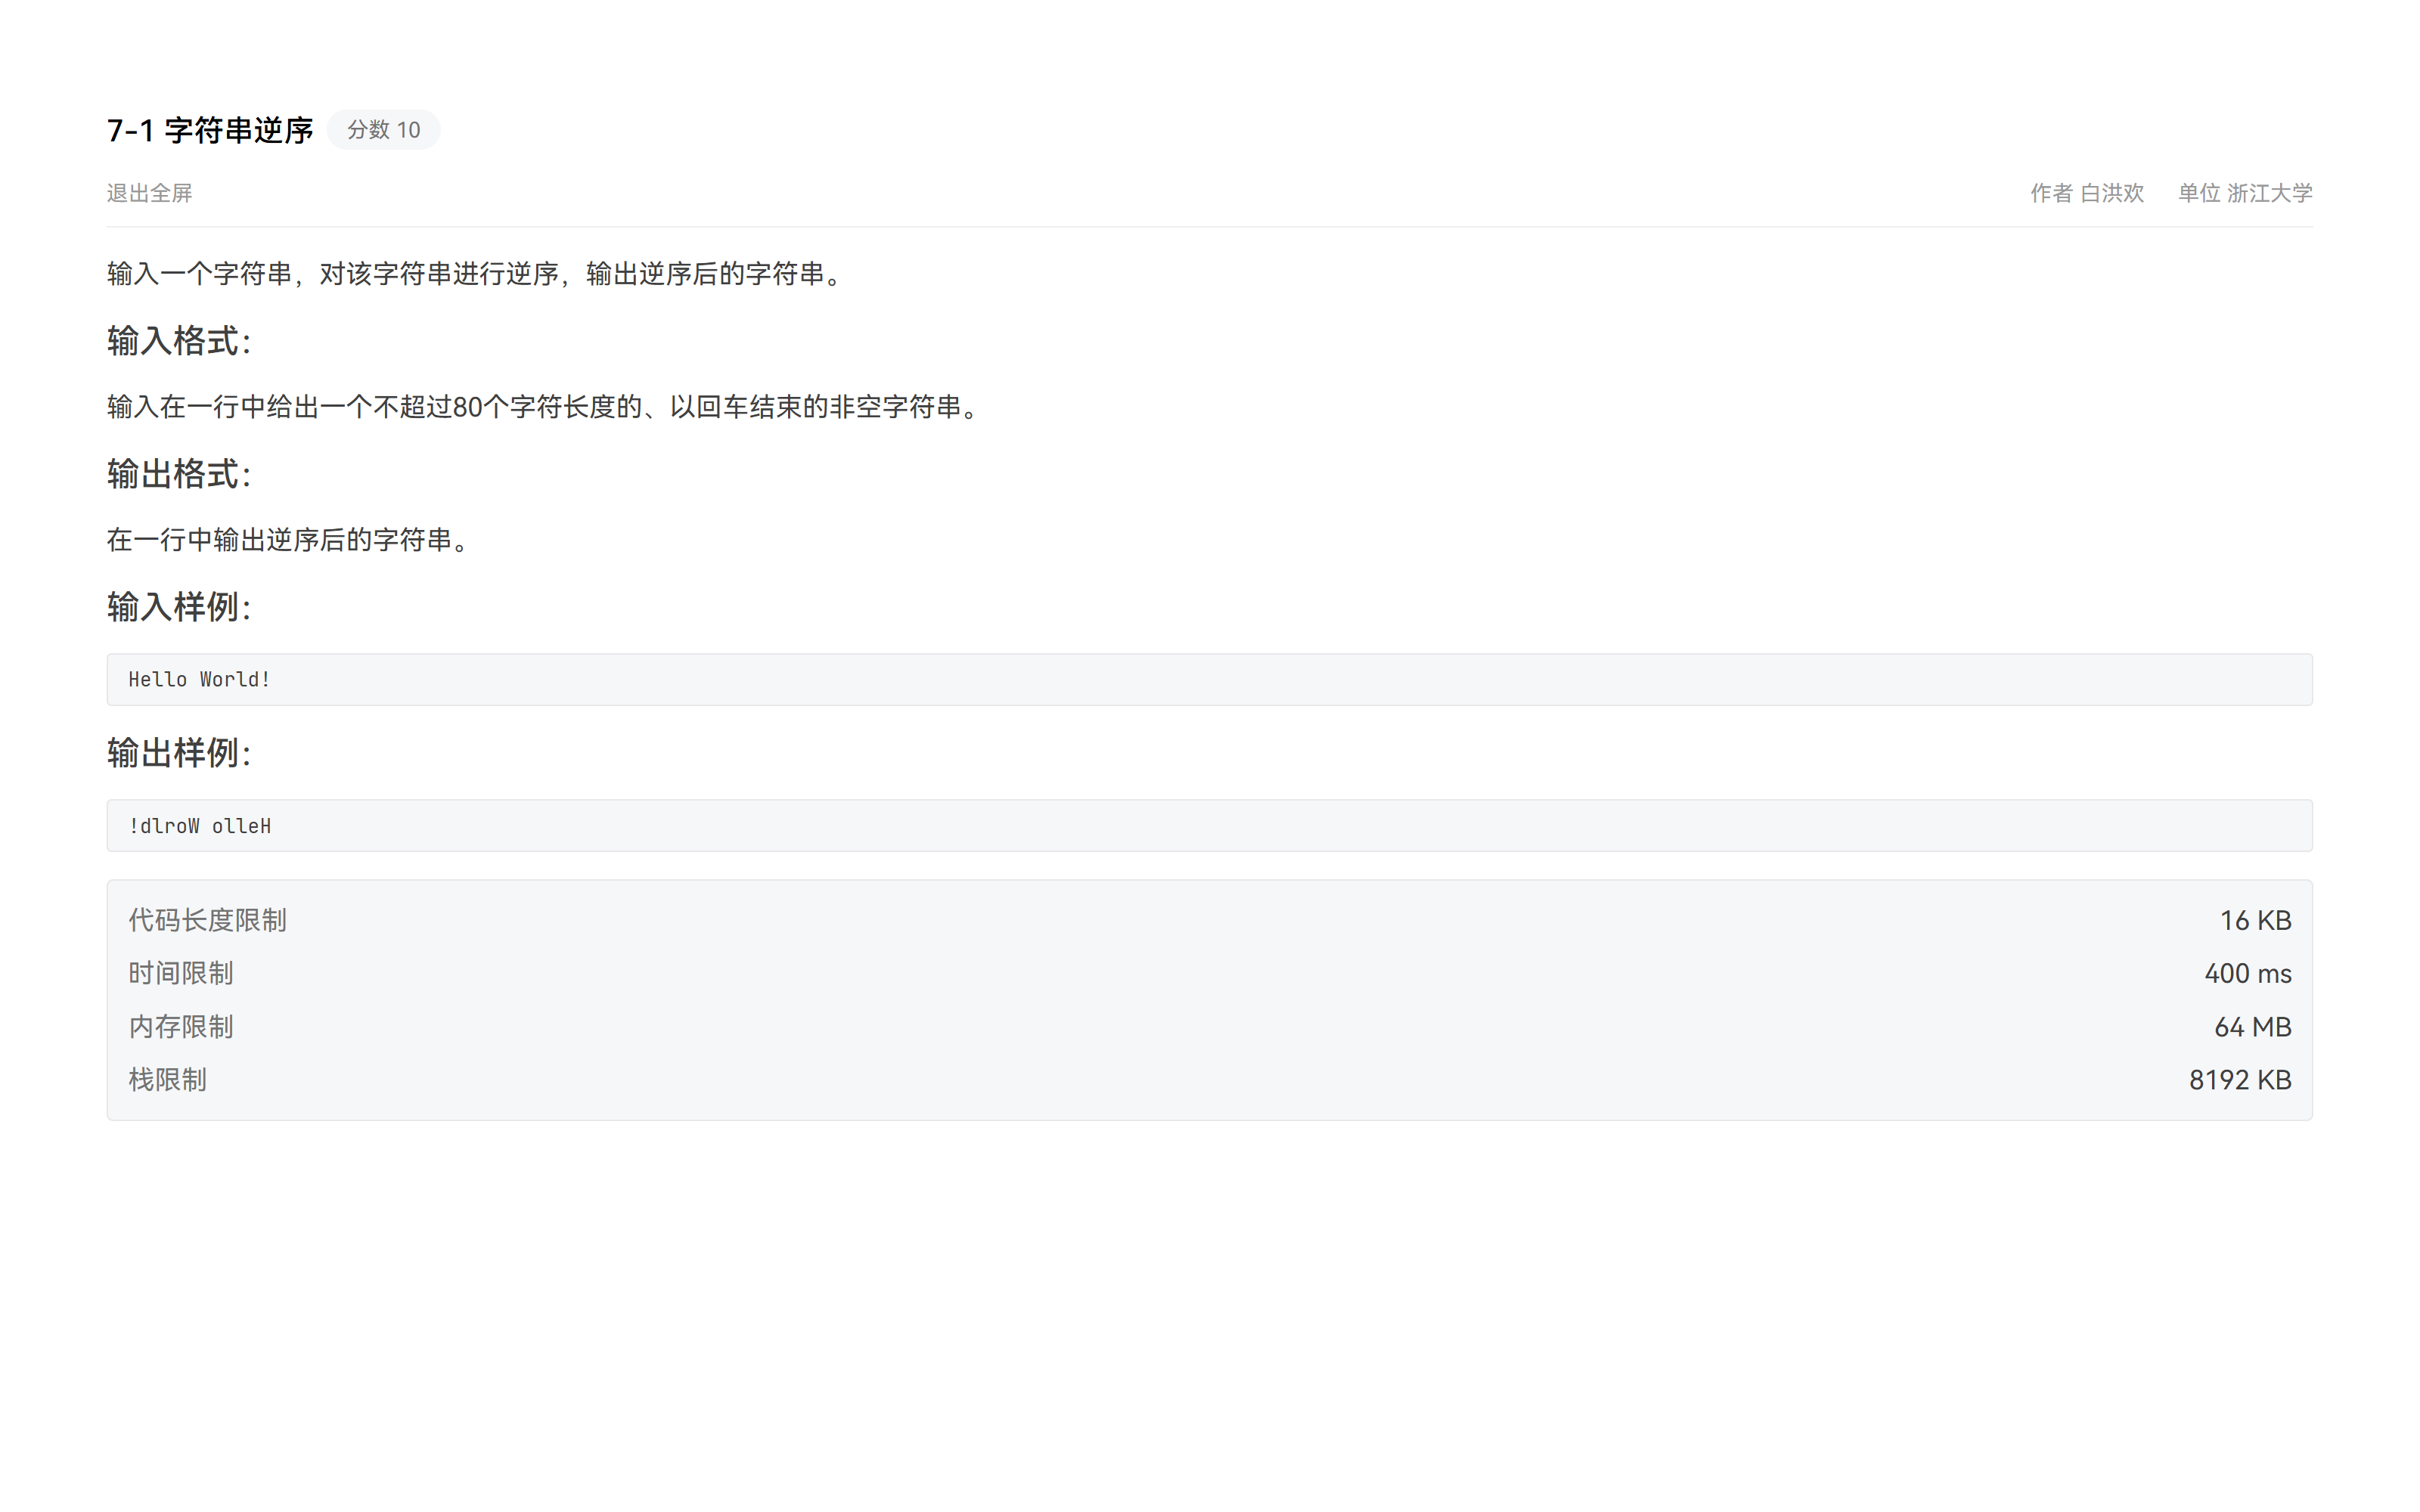 7-1 字符串逆序 分数 10
退出全屏 作者 白洪欢 单位 浙江大学
输入一个字符串，对该字符串进行逆序，输出逆序后的字符串。
输入格式：
输入在一行中给出一个不超过80个字符长度的、以回车结束的非空字符串。
输出格式：
在一行中输出逆序后的字符串。
输入样例：
Hello World!
输出样例：
!dlroW olleH
代码长度限制 16 KB
时间限制 400 ms
内存限制 64 MB
栈限制 8192 KB